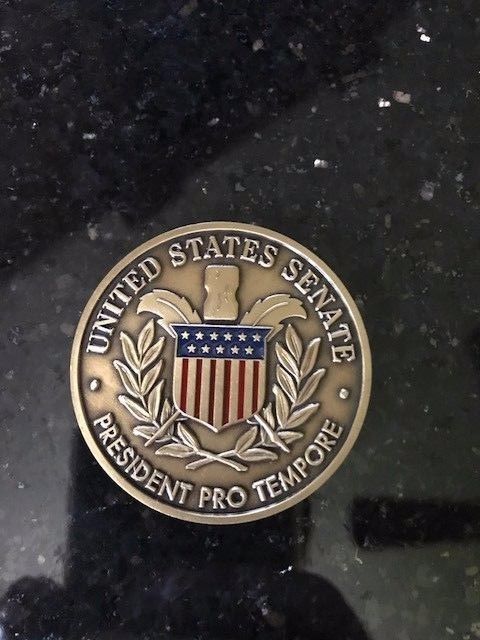 UNITED STATES SENATE
PRESIDENT PRO TEMPORE